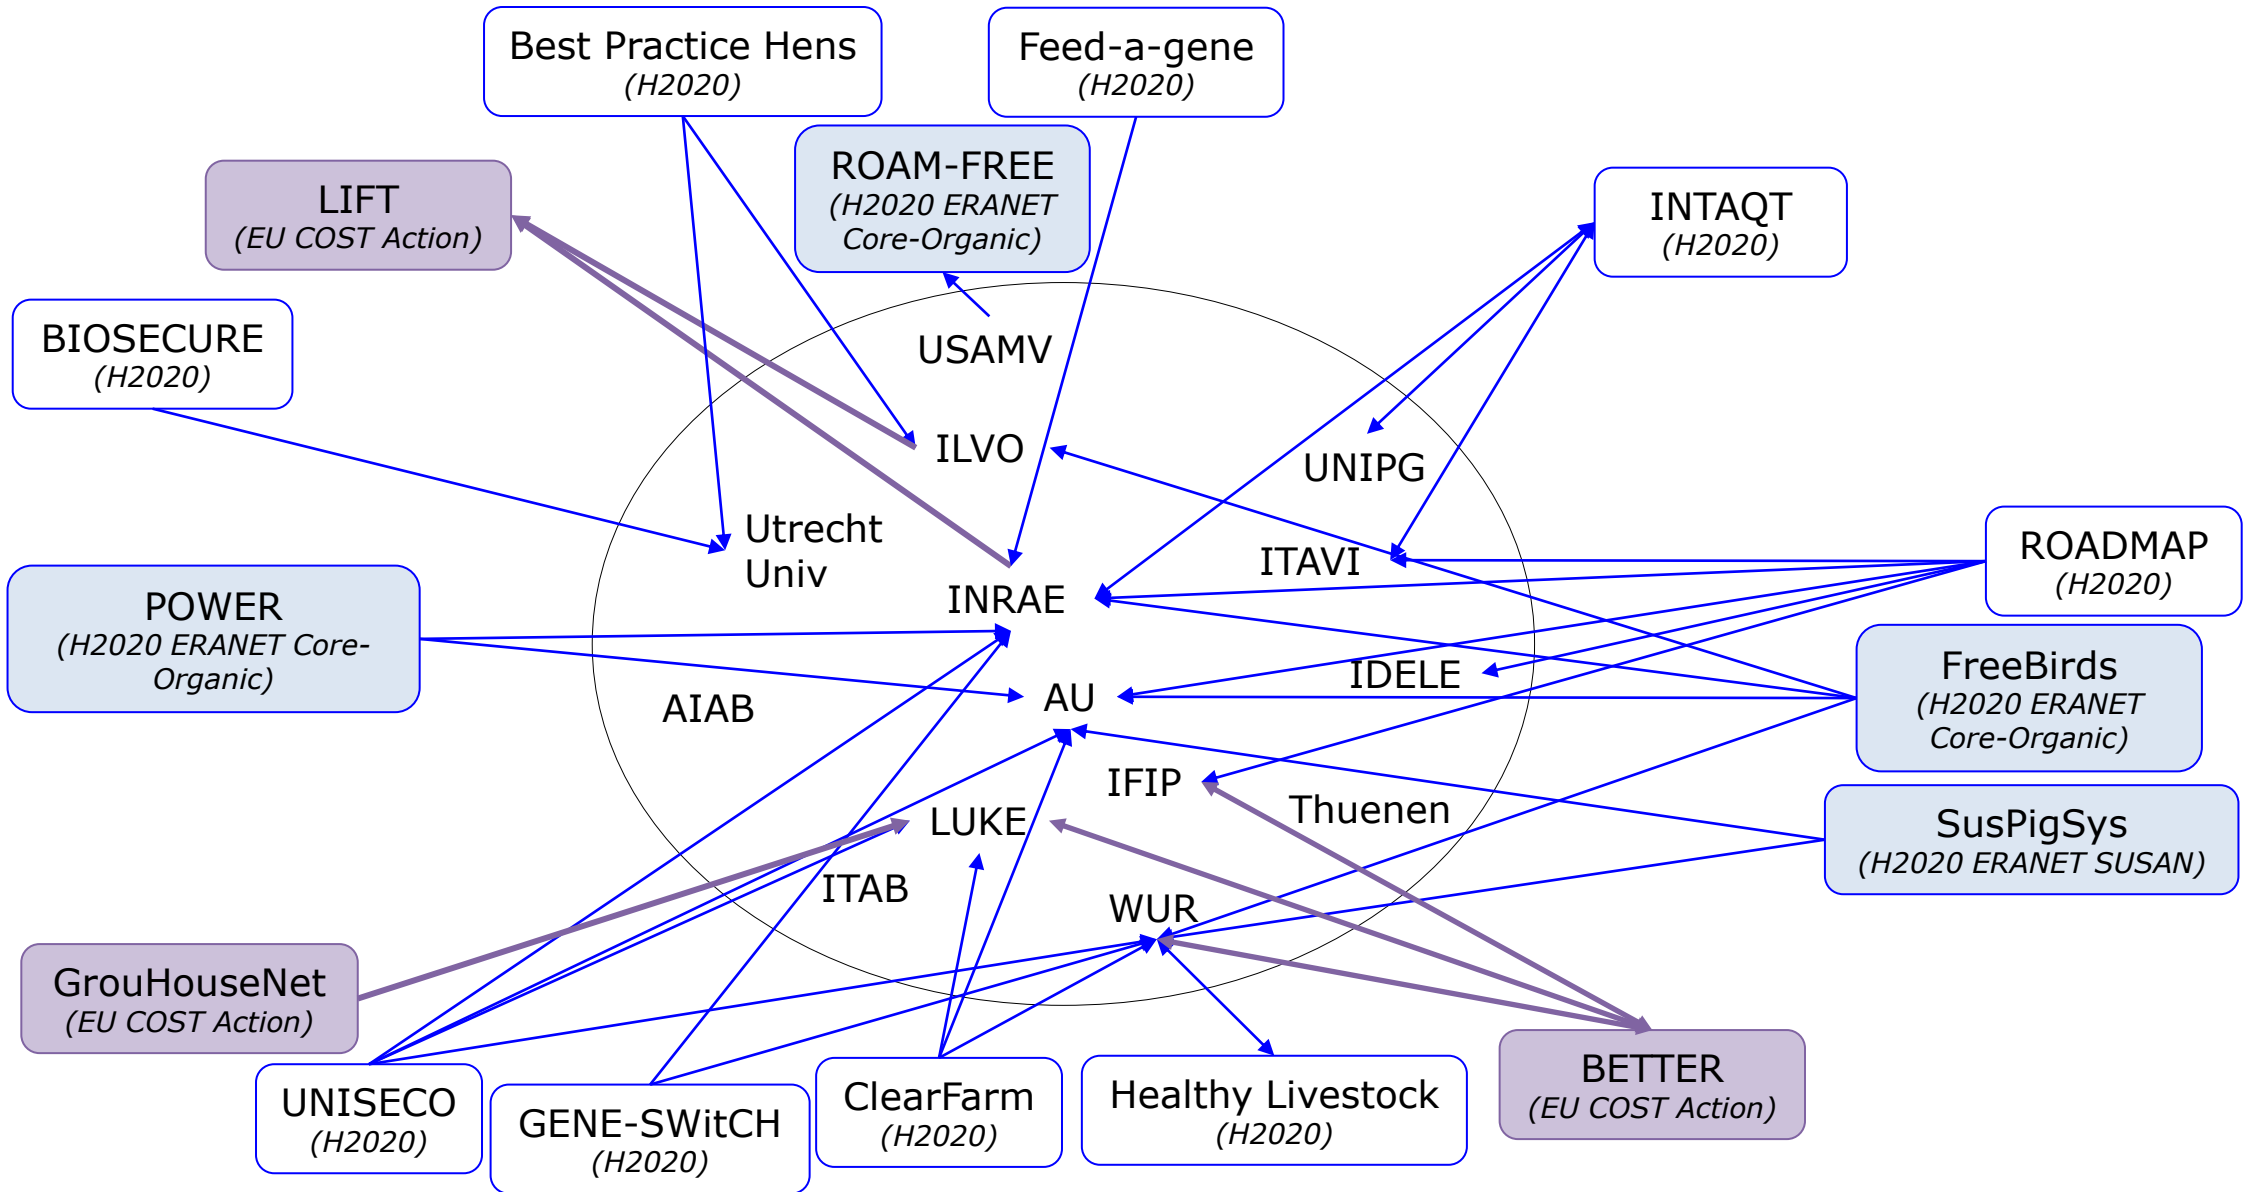 Best Practice Hens
(H2020)
Feed-a-gene
(H2020)
ROAM-FREE
(H2020 ERANET
Core-Organic)
LIFT
(EU COST Action)
INTAQT
(H2020)
BIOSECURE
(H2020)
USAMV
ILVO
UNIPG
Utrecht
Univ
ITAVI
ROADMAP
(H2020)
INRAE
POWER
(H2020 ERANET Core-
Organic)
IDELE
FreeBirds
(H2020 ERANET
Core-Organic)
AU
AIAB
IFIP
Thuenen
LUKE
SusPigSys
(H2020 ERANET SUSAN)
ITAB
WUR
GrouHouseNet
(EU COST Action)
UNISECO
(H2020)
GENE-SWitCH
(H2020)
ClearFarm
(H2020)
Healthy Livestock
(H2020)
BETTER
(EU COST Action)